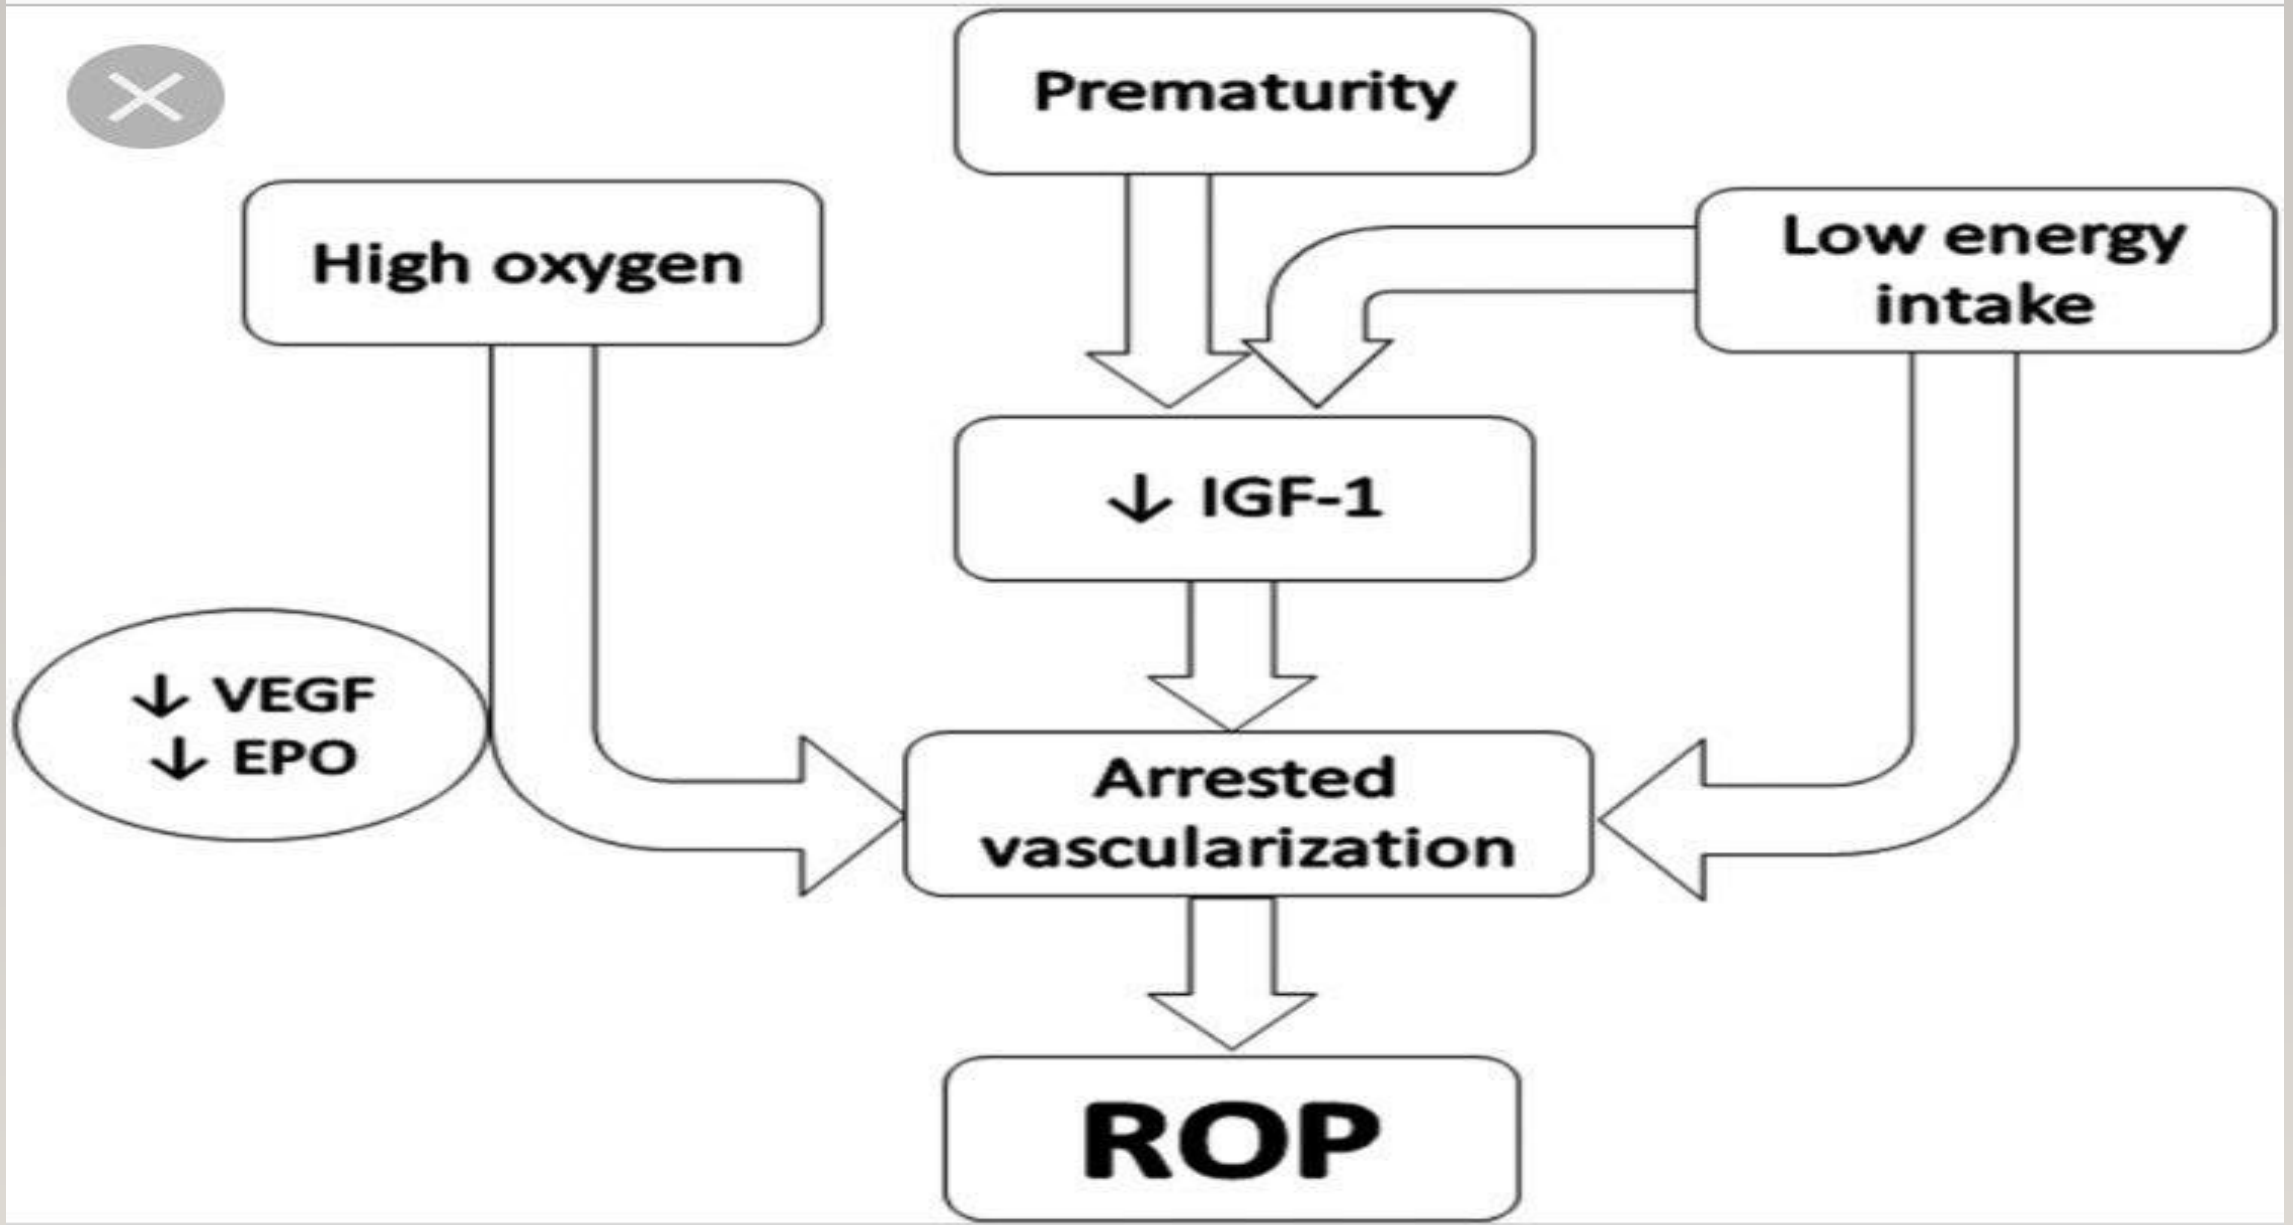 Prematurity
High oxygen
Low energy
intake
↓ IGF-1
↓ VEGF
↓ EPO
Arrested
vascularization
ROP